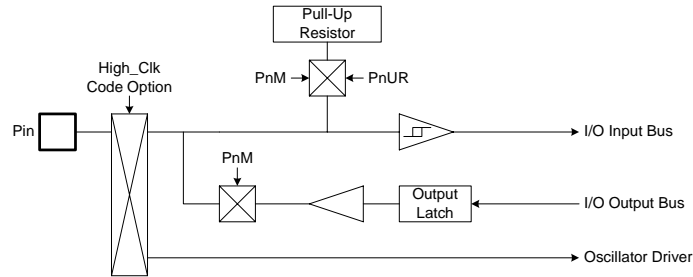 Pull-Up
Resistor
High_Clk
Code Option
PnM
PnUR
Pin
I/O Input Bus
PnM
Output
Latch
I/O Output Bus
Oscillator Driver